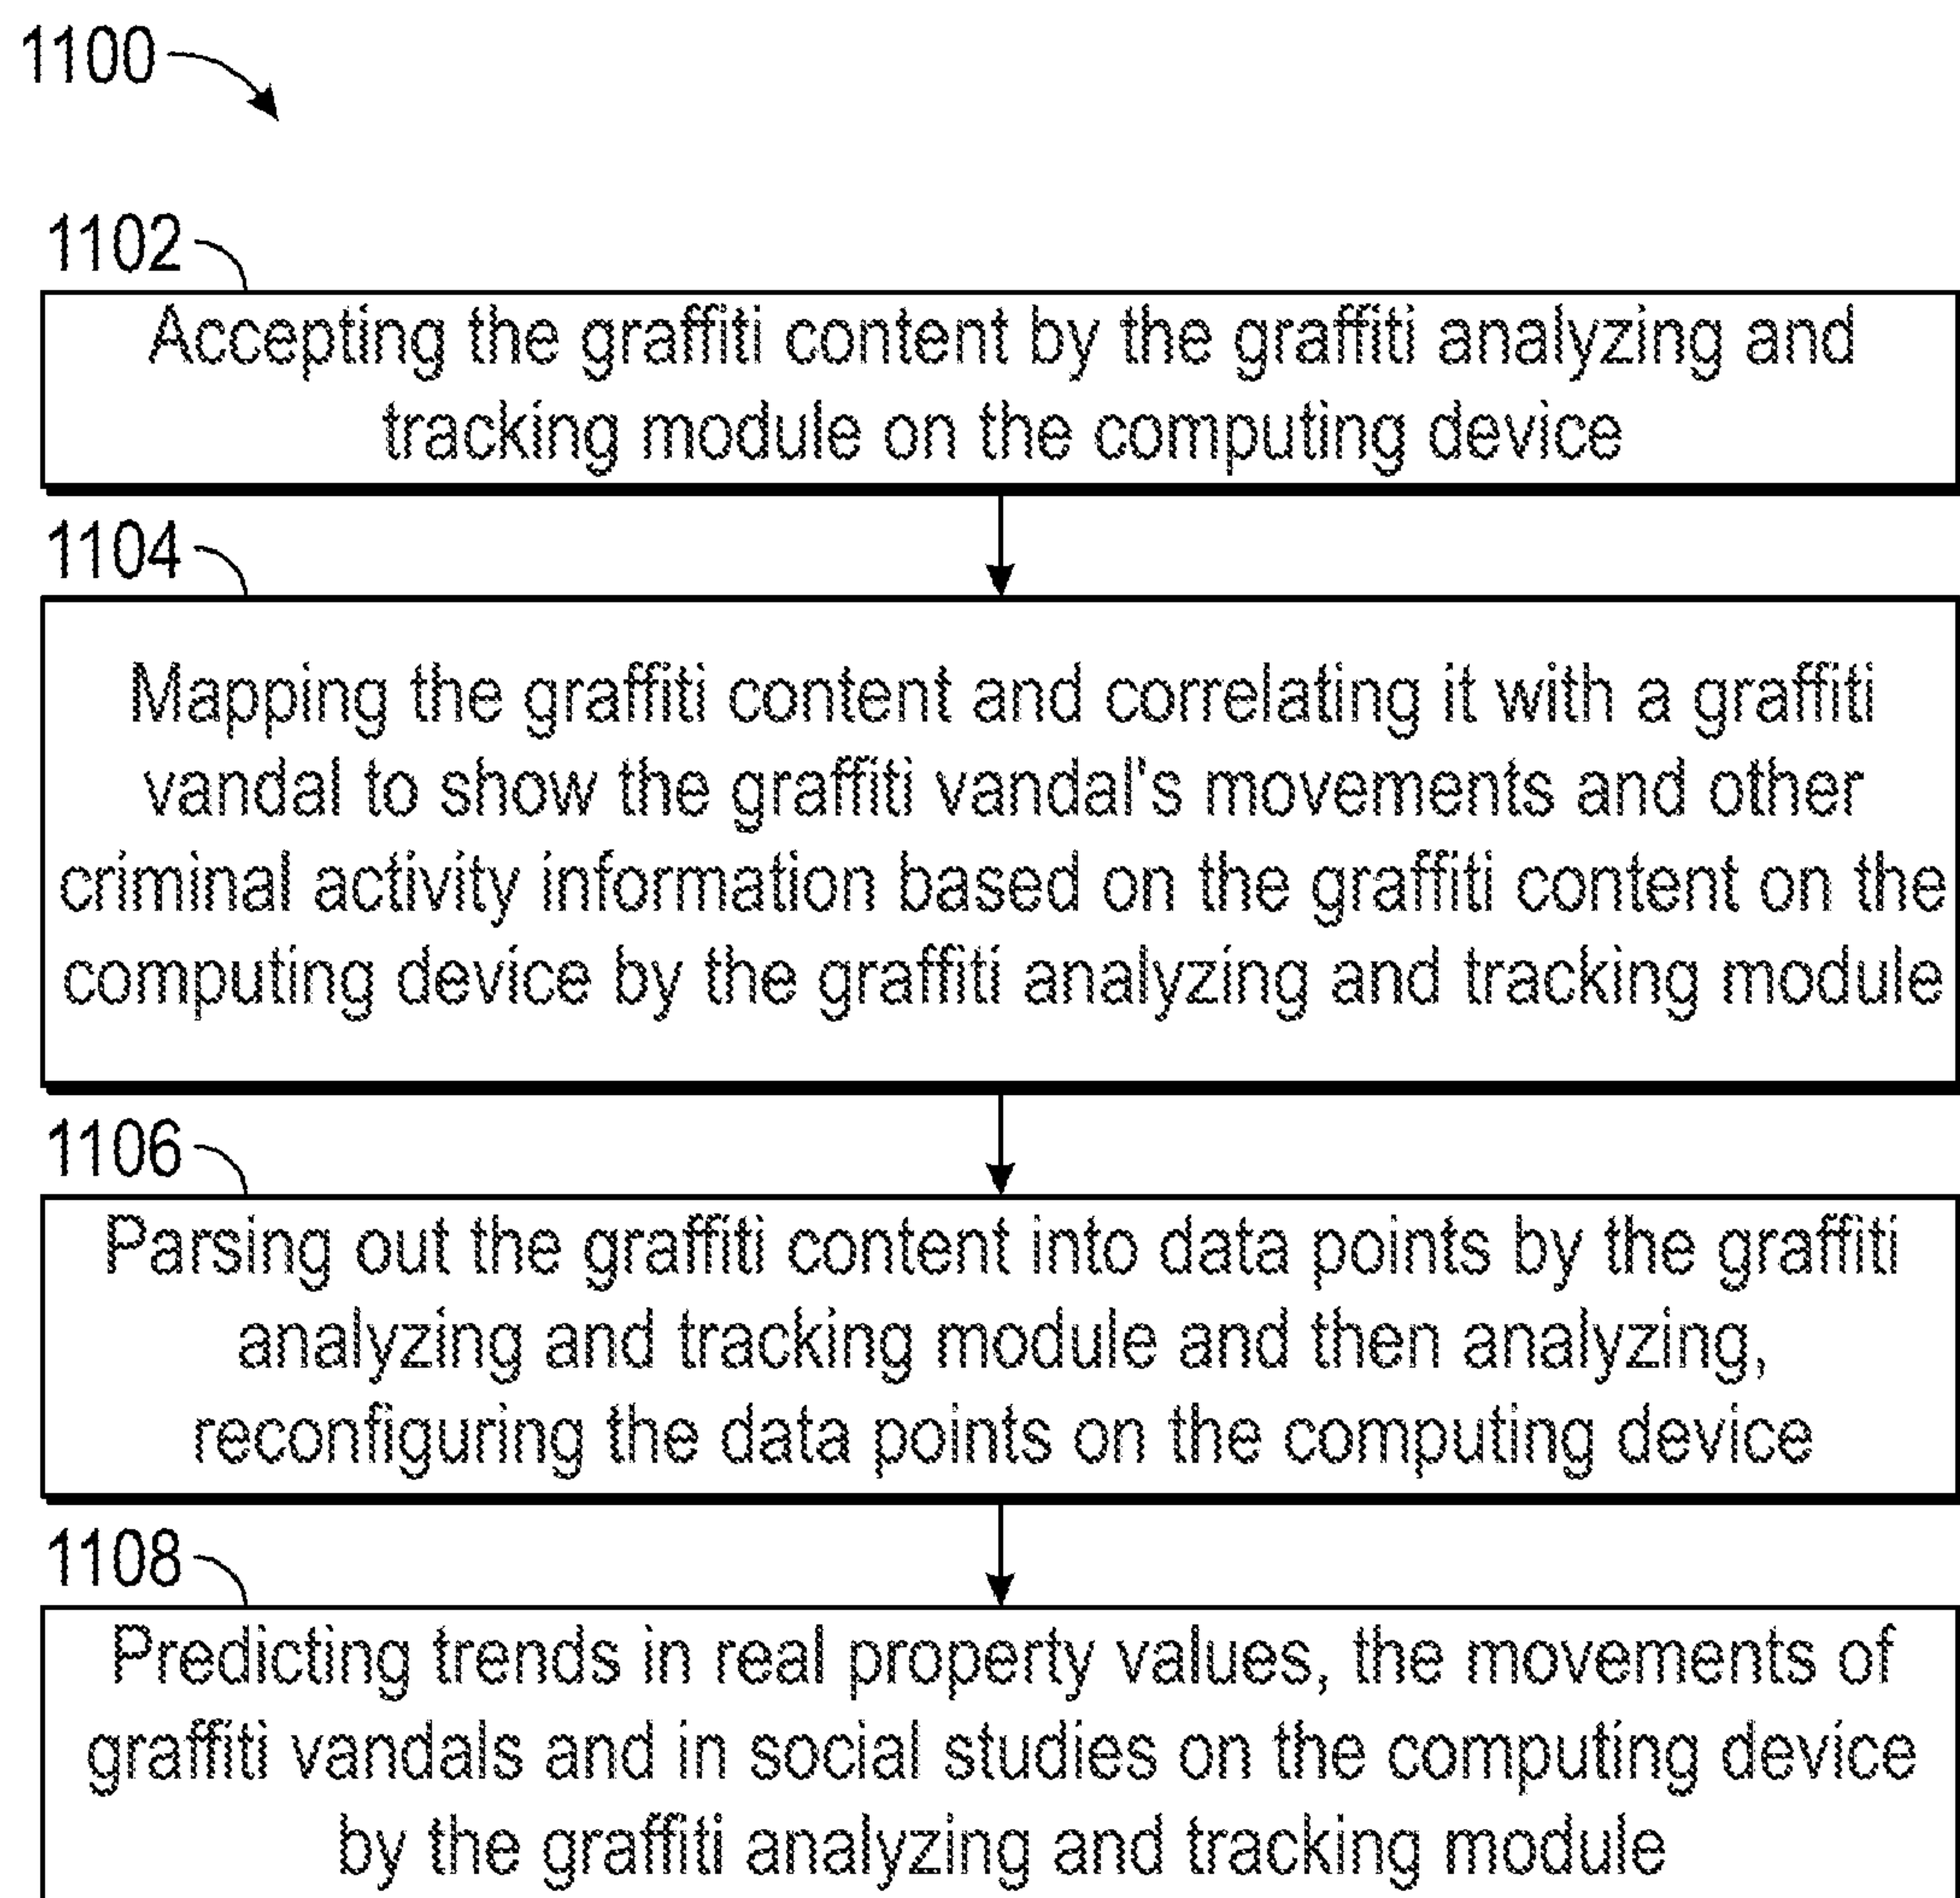 1100
1102
Accepting the graffiti content by the graffiti analyzing and
tracking module on the computing device
1104
Mapping the graffiti content and correlating it with a graffiti
vandal to show the graffiti vandal's movements and other
criminal activity information based on the graffiti content on the
computing device by the graffiti analyzing and tracking module
1106
Parsing out the graffiti content into data points by the graffiti
analyzing and tracking module and then analyzing,
reconfiguring the data points on the computing device
1108
Predicting trends in real property values, the movements of
graffiti vandals and in social studies on the computing device
by the graffiti analyzing and tracking module